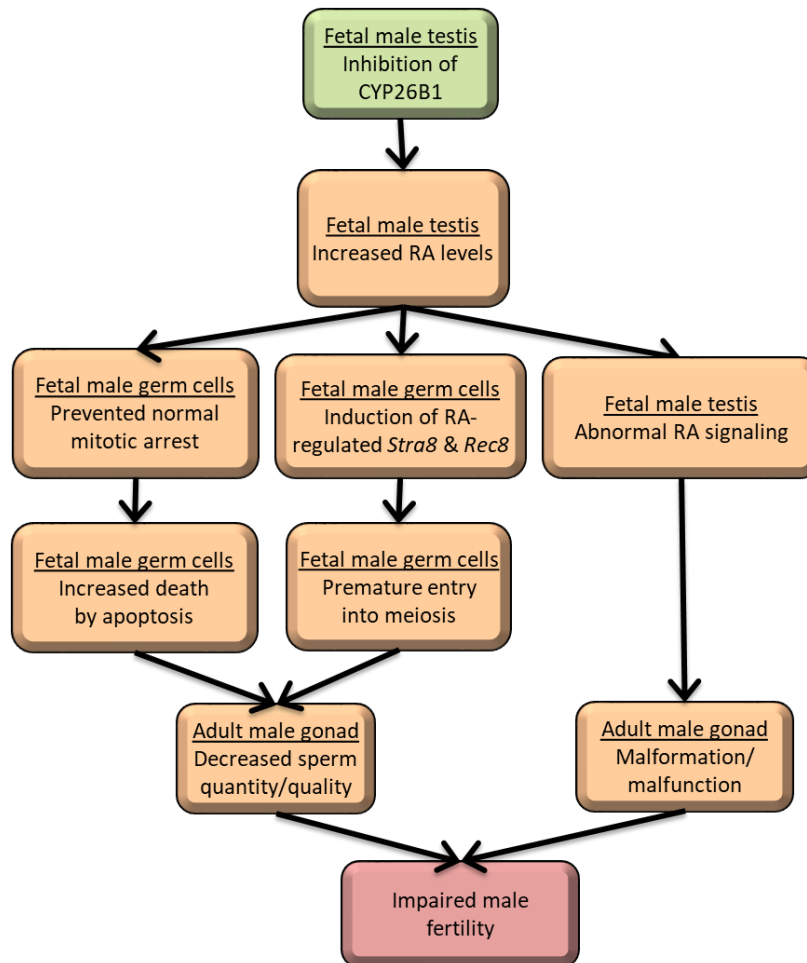 Fetal male testis
Inhibition of
CYP26B1
Fetal male testis
Increased RA levels
Fetal male germ cells
Prevented normal
mitotic arrest
Fetal male germ cells
Induction of RA-
regulated Stra8 & Rec8
Fetal male testis
Abnormal RA signaling
Fetal male germ cells
Increased death
by apoptosis
Fetal male germ cells
Premature entry
into meiosis
Adult male gonad
Decreased sperm
quantity/quality
Adult male gonad
Malformation/
malfunction
Impaired male
fertility